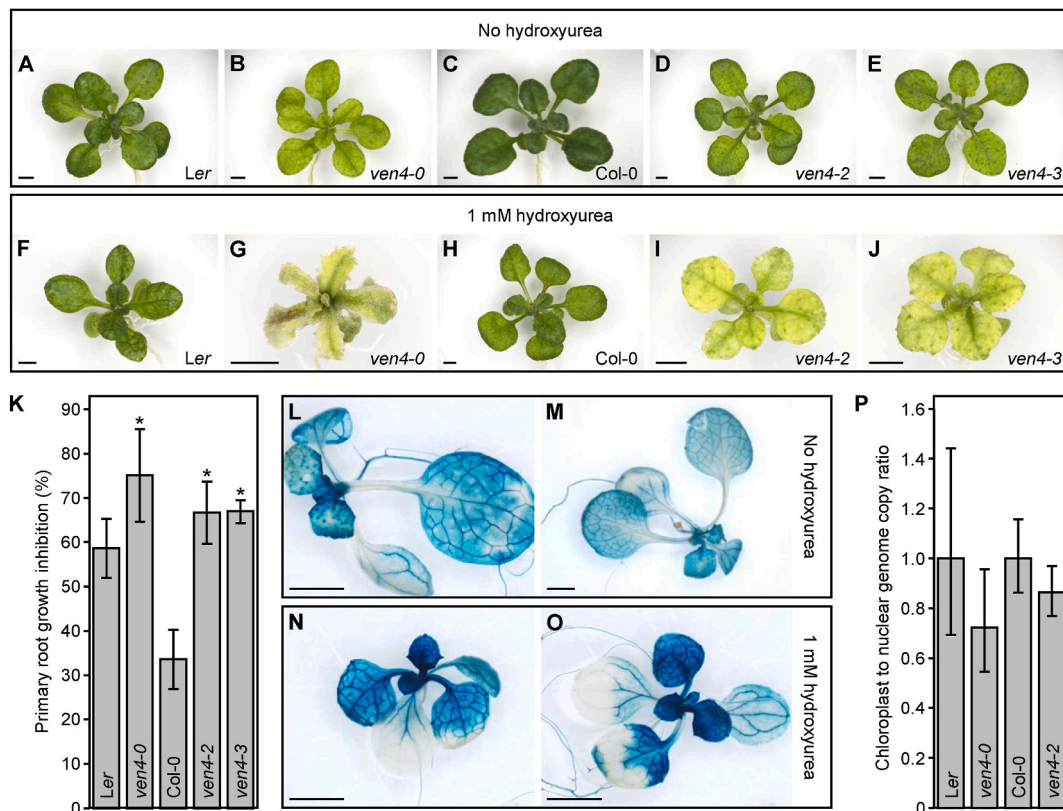 No hydroxyurea
A B C D E
Ler ven4-0 Col-0 ven4-2 ven4-3
1 mM hydroxyurea
F G H I J
Ler ven4-0 Col-0 ven4-2 ven4-3
K
Primary root growth inhibition (%)
90
80
70
60
50
40
30
20
10
0
* * *
Ler ven4-0 Col-0 ven4-2 ven4-3
L M
No hydroxyurea
N O
1 mM hydroxyurea
P
Chloroplast to nuclear genome copy ratio
1.6
1.4
1.2
1.0
0.8
0.6
0.4
0.2
0
Ler ven4-0 Col-0 ven4-2